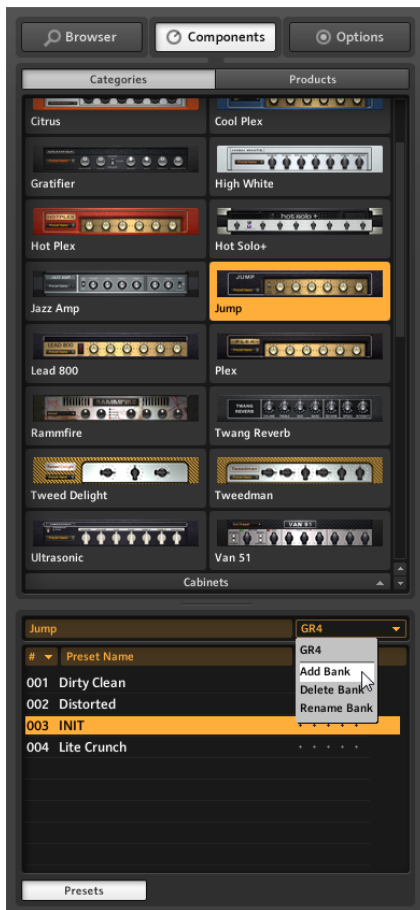 Browser Components Options
Categories Products
Citrus Cool Plex
Gratifier High White
Hot Plex Hot Solo+
Jazz Amp Jump
Lead 800 Plex
Rammfire Twang Reverb
Tweed Delight Tweedman
Ultrasonic Van 51
Cabinets
Jump GR4
# Preset Name
GR4
Add Bank
Delete Bank
Rename Bank
001 Dirty Clean
002 Distorted
003 INIT
004 Lite Crunch
Presets